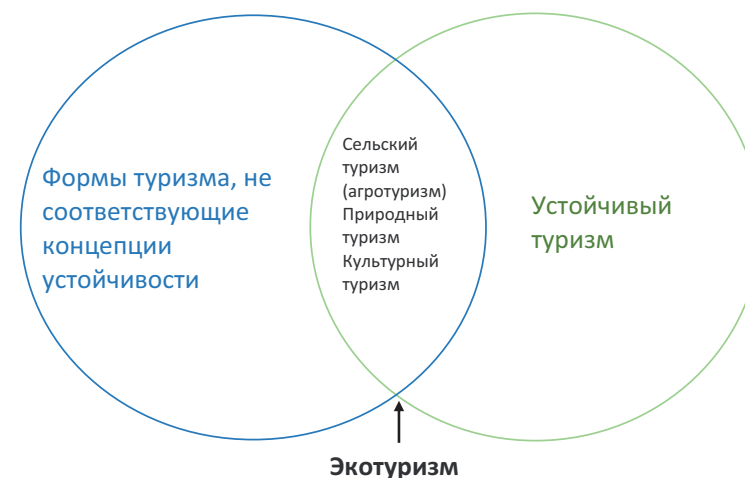 Формы туризма, не
соответствующие
концепции
устойчивости
Сельский
туризм
(агротуризм)
Природный
туризм
Культурный
туризм
Устойчивый
туризм
Экотуризм